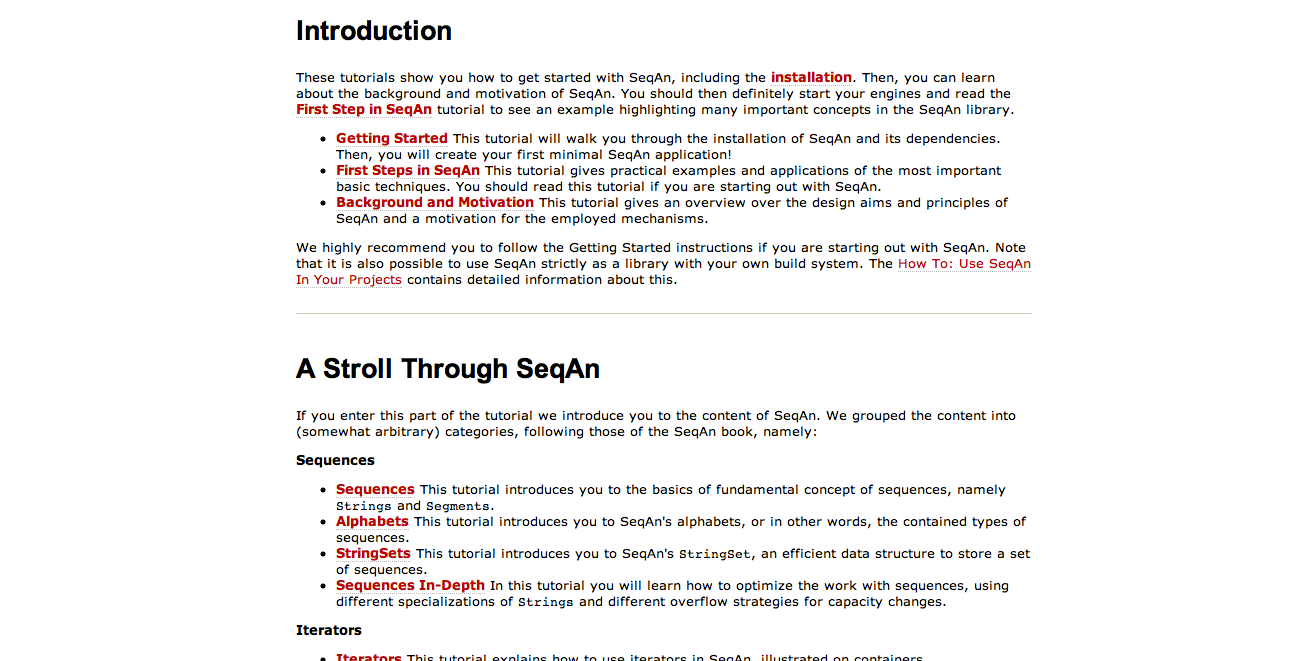 Introduction
These tutorials show you how to get started with SeqAn, including the installation. Then, you can learn
about the background and motivation of SeqAn. You should then definitely start your engines and read the
First Step in SeqAn tutorial to see an example highlighting many important concepts in the SeqAn library.
• Getting Started This tutorial will walk you through the installation of SeqAn and its dependencies.
Then, you will create your first minimal SeqAn application!
• First Steps in SeqAn This tutorial gives practical examples and applications of the most important
basic techniques. You should read this tutorial if you are starting out with SeqAn.
• Background and Motivation This tutorial gives an overview over the design aims and principles of
SeqAn and a motivation for the employed mechanisms.
We highly recommend you to follow the Getting Started instructions if you are starting out with SeqAn. Note
that it is also possible to use SeqAn strictly as a library with your own build system. The How To: Use SeqAn
In Your Projects contains detailed information about this.
A Stroll Through SeqAn
If you enter this part of the tutorial we introduce you to the content of SeqAn. We grouped the content into
(somewhat arbitrary) categories, following those of the SeqAn book, namely:
Sequences
• Sequences This tutorial introduces you to the basics of fundamental concept of sequences, namely
Strings and Segments.
• Alphabets This tutorial introduces you to SeqAn's alphabets, or in other words, the contained types of
sequences.
• StringSets This tutorial introduces you to SeqAn's StringSet, an efficient data structure to store a set
of sequences.
• Sequences In-Depth In this tutorial you will learn how to optimize the work with sequences, using
different specializations of Strings and different overflow strategies for capacity changes.
Iterators
• Iterators This tutorial explains how to use iterators in SeqAn, illustrated on containers.